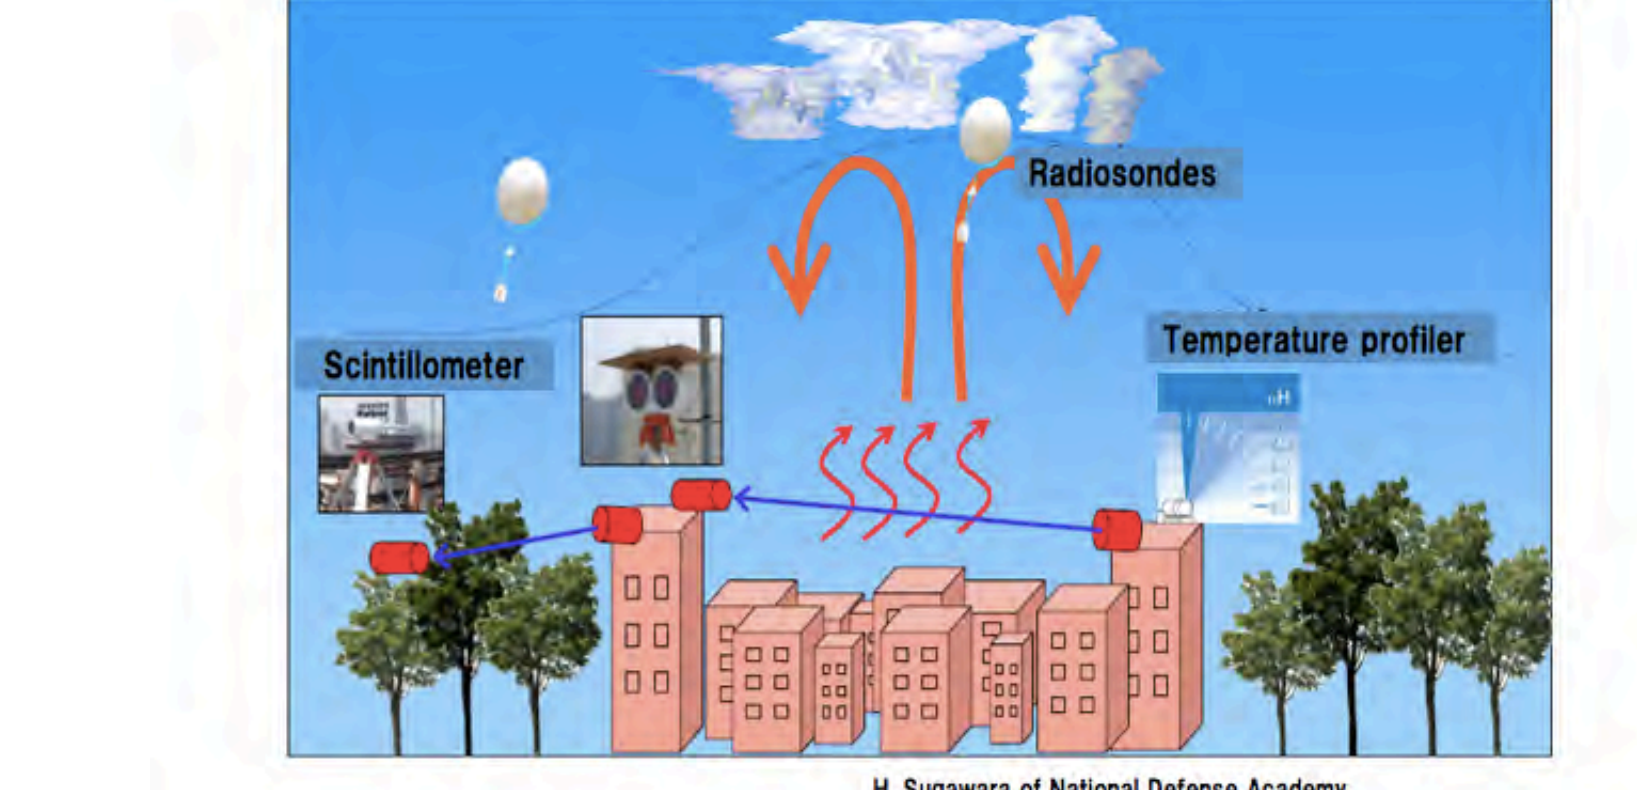 Radiosondes
Temperature profiler
Scintillometer
H. Sugawara of National Defense Academy